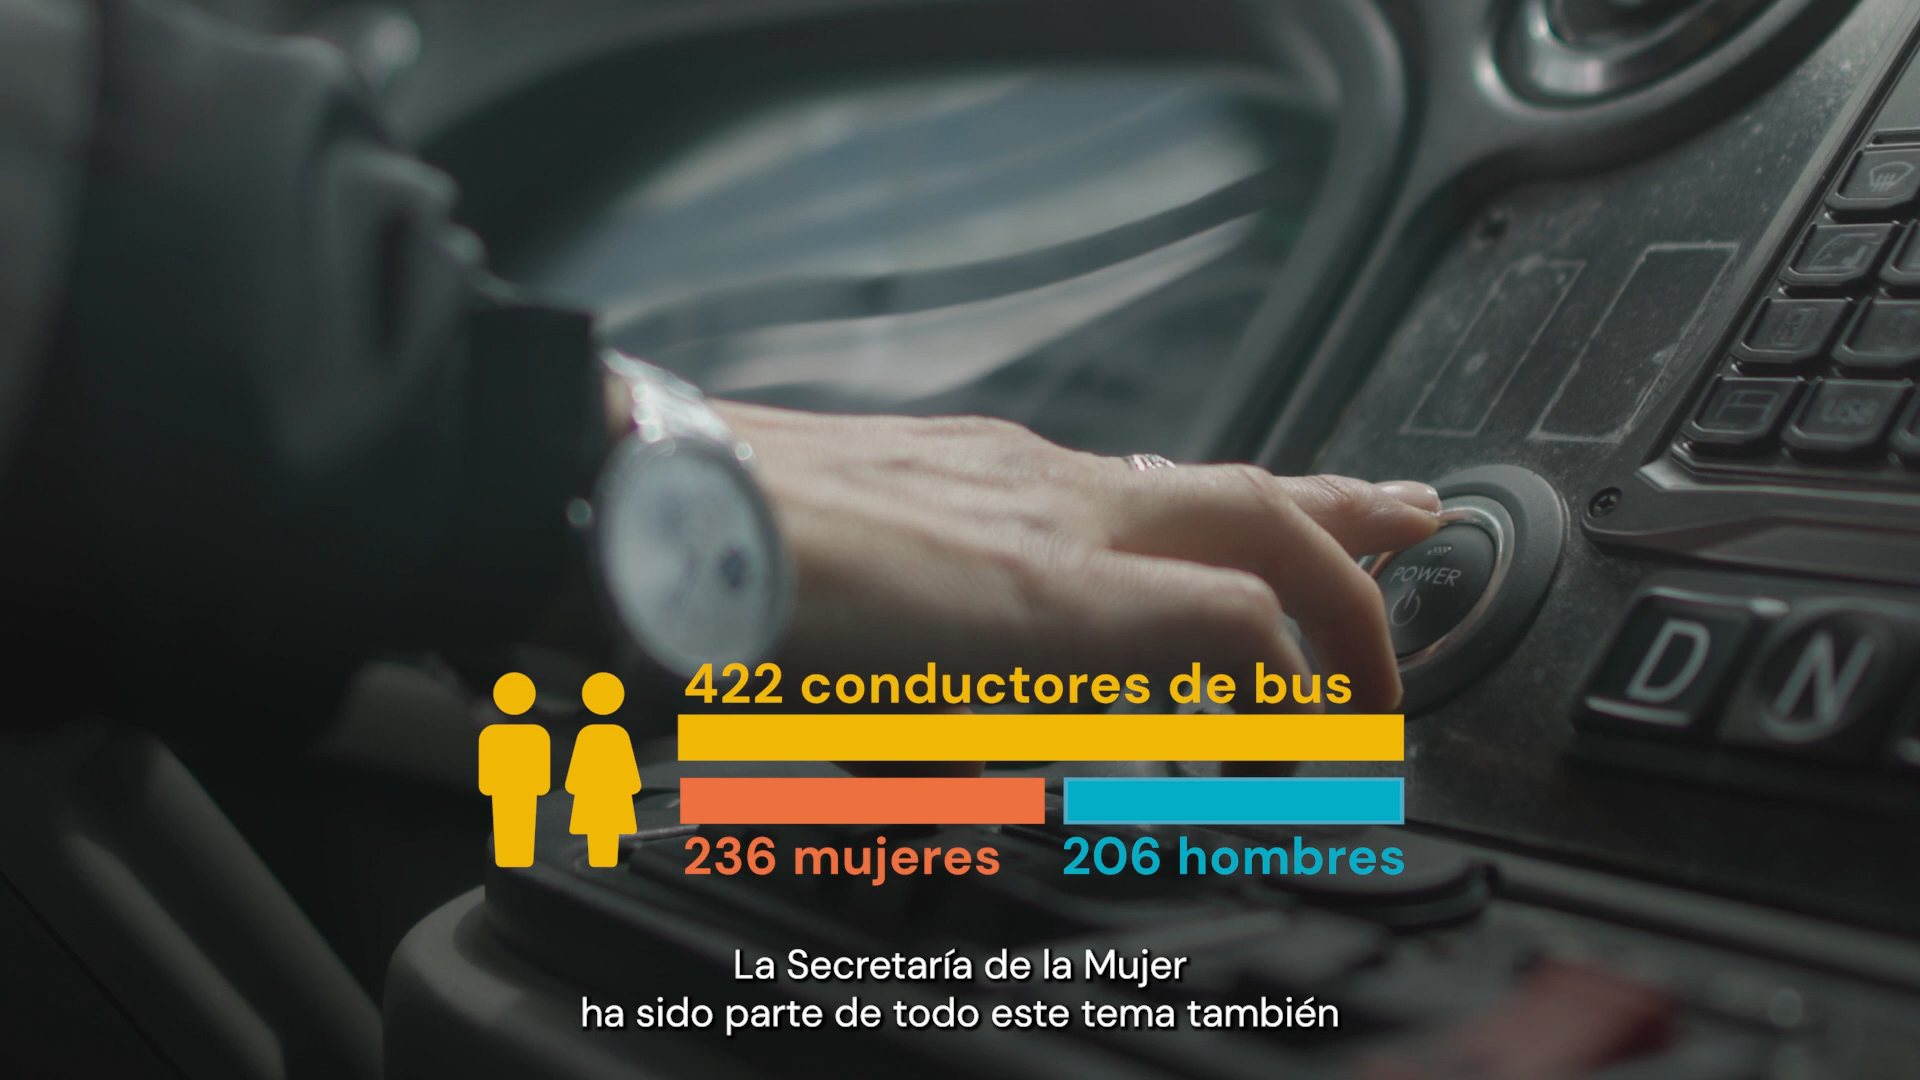 POWER
D N
422 conductores de bus
236 mujeres 206 hombres
La Secretaría de la Mujer
ha sido parte de todo este tema también